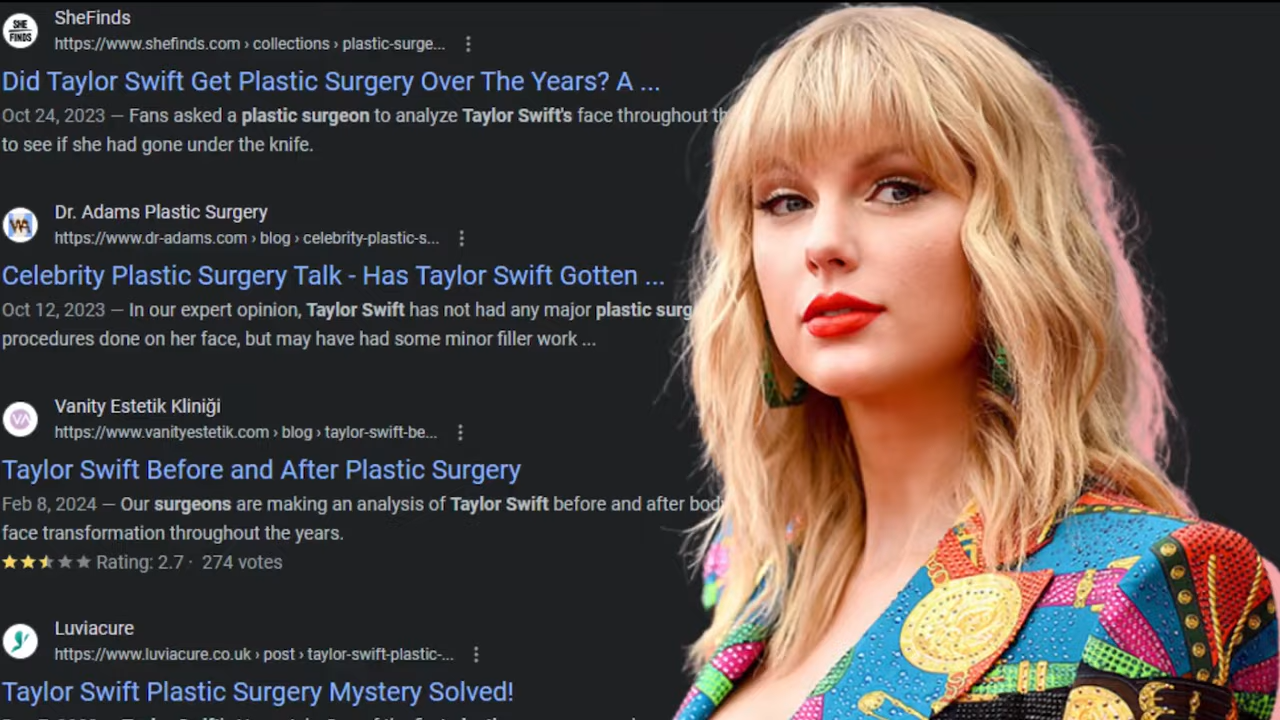 SheFinds
https://www.shefinds.com › collections › plastic-surge...
Did Taylor Swift Get Plastic Surgery Over The Years? A ...
Oct 24, 2023 — Fans asked a plastic surgeon to analyze Taylor Swift's face throughout th
to see if she had gone under the knife.
Dr. Adams Plastic Surgery
https://www.dr-adams.com › blog › celebrity-plastic-s...
Celebrity Plastic Surgery Talk - Has Taylor Swift Gotten ...
Oct 12, 2023 — In our expert opinion, Taylor Swift has not had any major plastic surg
procedures done on her face, but may have had some minor filler work ...
Vanity Estetik Kliniği
https://www.vanityestetik.com › blog › taylor-swift-be...
Taylor Swift Before and After Plastic Surgery
Feb 8, 2024 — Our surgeons are making an analysis of Taylor Swift before and after body
face transformation throughout the years.
Rating: 2.7 · 274 votes
Luviacure
https://www.luviacure.co.uk › post › taylor-swift-plastic-...
Taylor Swift Plastic Surgery Mystery Solved!